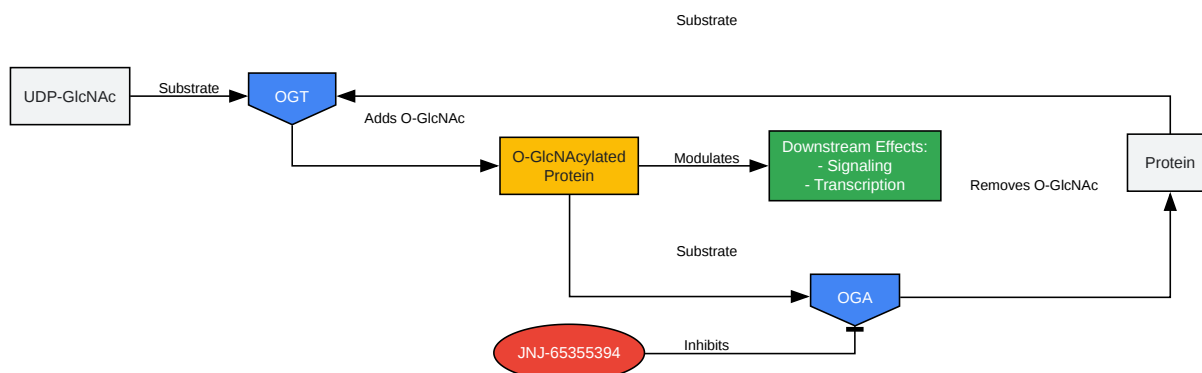 Substrate
UDP-GlcNAc
Substrate
OGT
Adds O-GlcNAc
O-GlcNAcylated
Protein
Modulates
Downstream Effects:
- Signaling
- Transcription
Removes O-GlcNAc
Protein
Substrate
OGA
JNJ-65355394
Inhibits